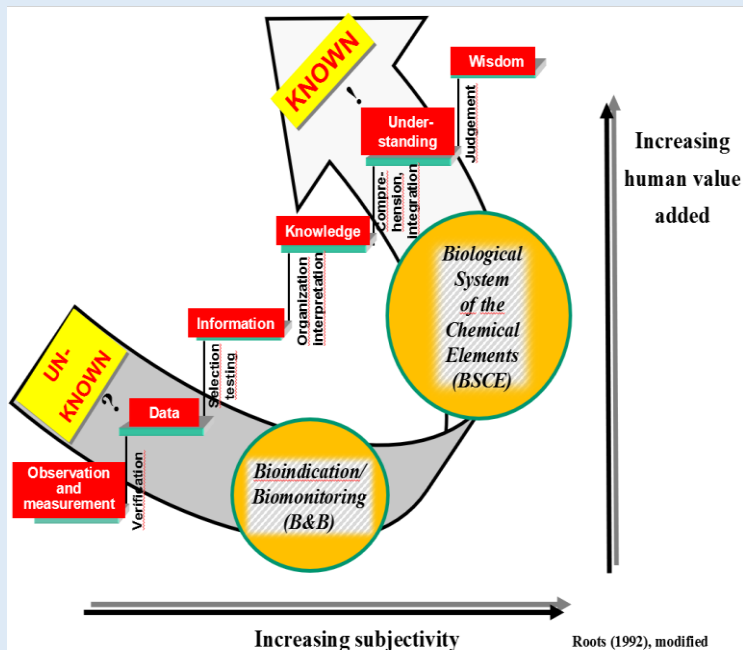 KNOWN
!
Wisdom
Judgement
Under-
standing
Compre-
hension,
Integration
Knowledge
Organization
interpretation
Information
Selection
testing
UN-
KNOWN
?
Data
Verification
Observation
and
measurement
Biological
System
of the
Chemical
Elements
(BSCE)
Bioindication/
Biomonitoring
(B&B)
Increasing
human value
added
Increasing subjectivity
Roots (1992), modified